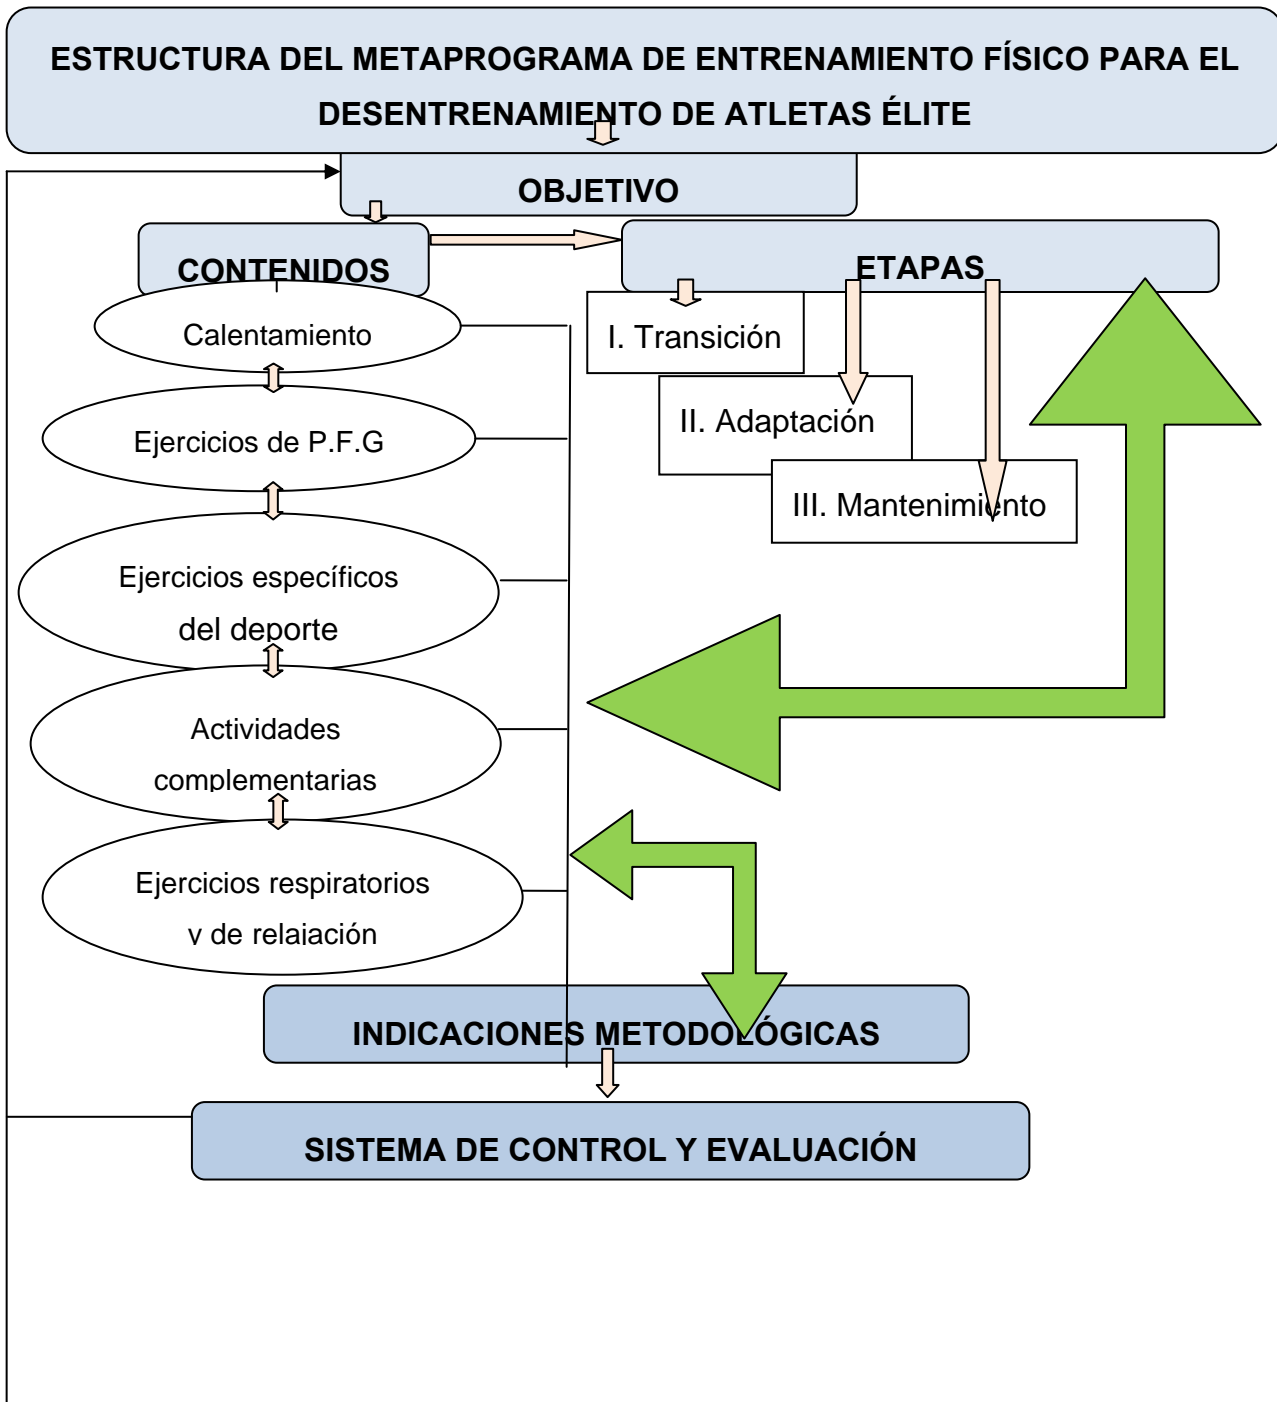 ESTRUCTURA DEL METAPROGRAMA DE ENTRENAMIENTO FÍSICO PARA EL
DESENTRENAMIENTO DE ATLETAS ÉLITE
OBJETIVO
CONTENIDOS
ETAPAS
Calentamiento
I. Transición
II. Adaptación
III. Mantenimiento
Ejercicios de P.F.G
Ejercicios específicos
del deporte
Actividades
complementarias
Ejercicios respiratorios
y de relajación
INDICACIONES METODOLÓGICAS
SISTEMA DE CONTROL Y EVALUACIÓN